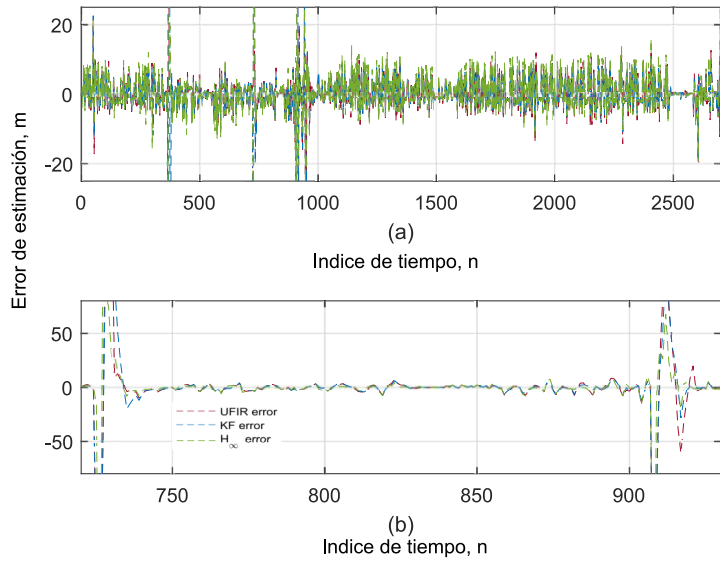 Error de estimación, m
20
0
-20
0
500
1000
1500
2000
2500
(a)
Indice de tiempo, n
50
0
-50
UFIR error
KF error
H∞ error
750
800
850
900
(b)
Indice de tiempo, n